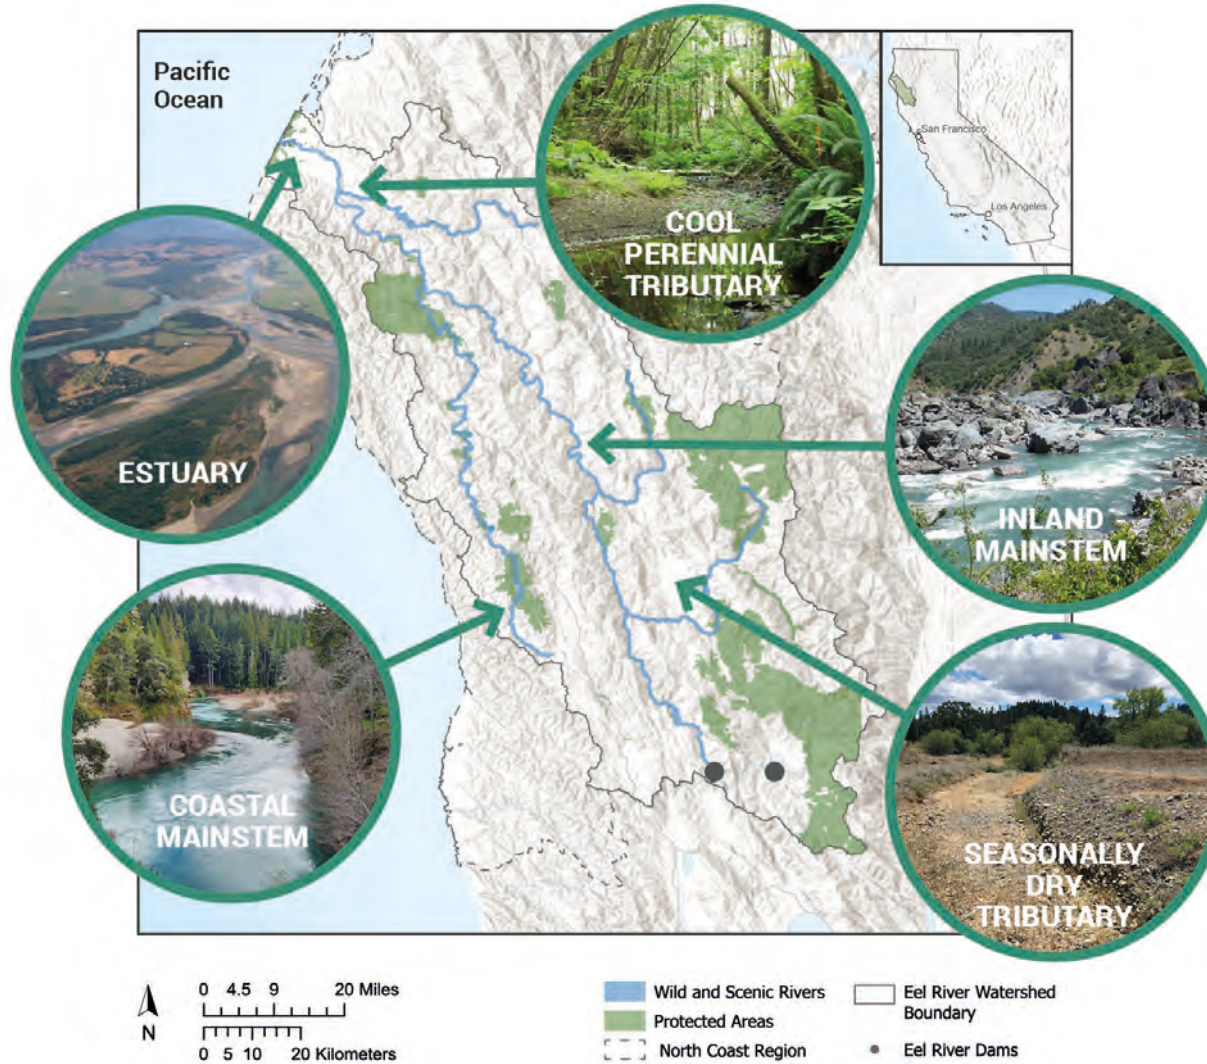 Pacific
Ocean
COOL
PERENNIAL
TRIBUTARY
San Francisco
Los Angeles
ESTUARY
INLAND
MAINSTEM
COASTAL
MAINSTEM
SEASONALLY
DRY
TRIBUTARY
N
0 4.5 9 20 Miles
0 5 10 20 Kilometers
Wild and Scenic Rivers
Protected Areas
North Coast Region
Eel River Watershed
Boundary
Eel River Dams